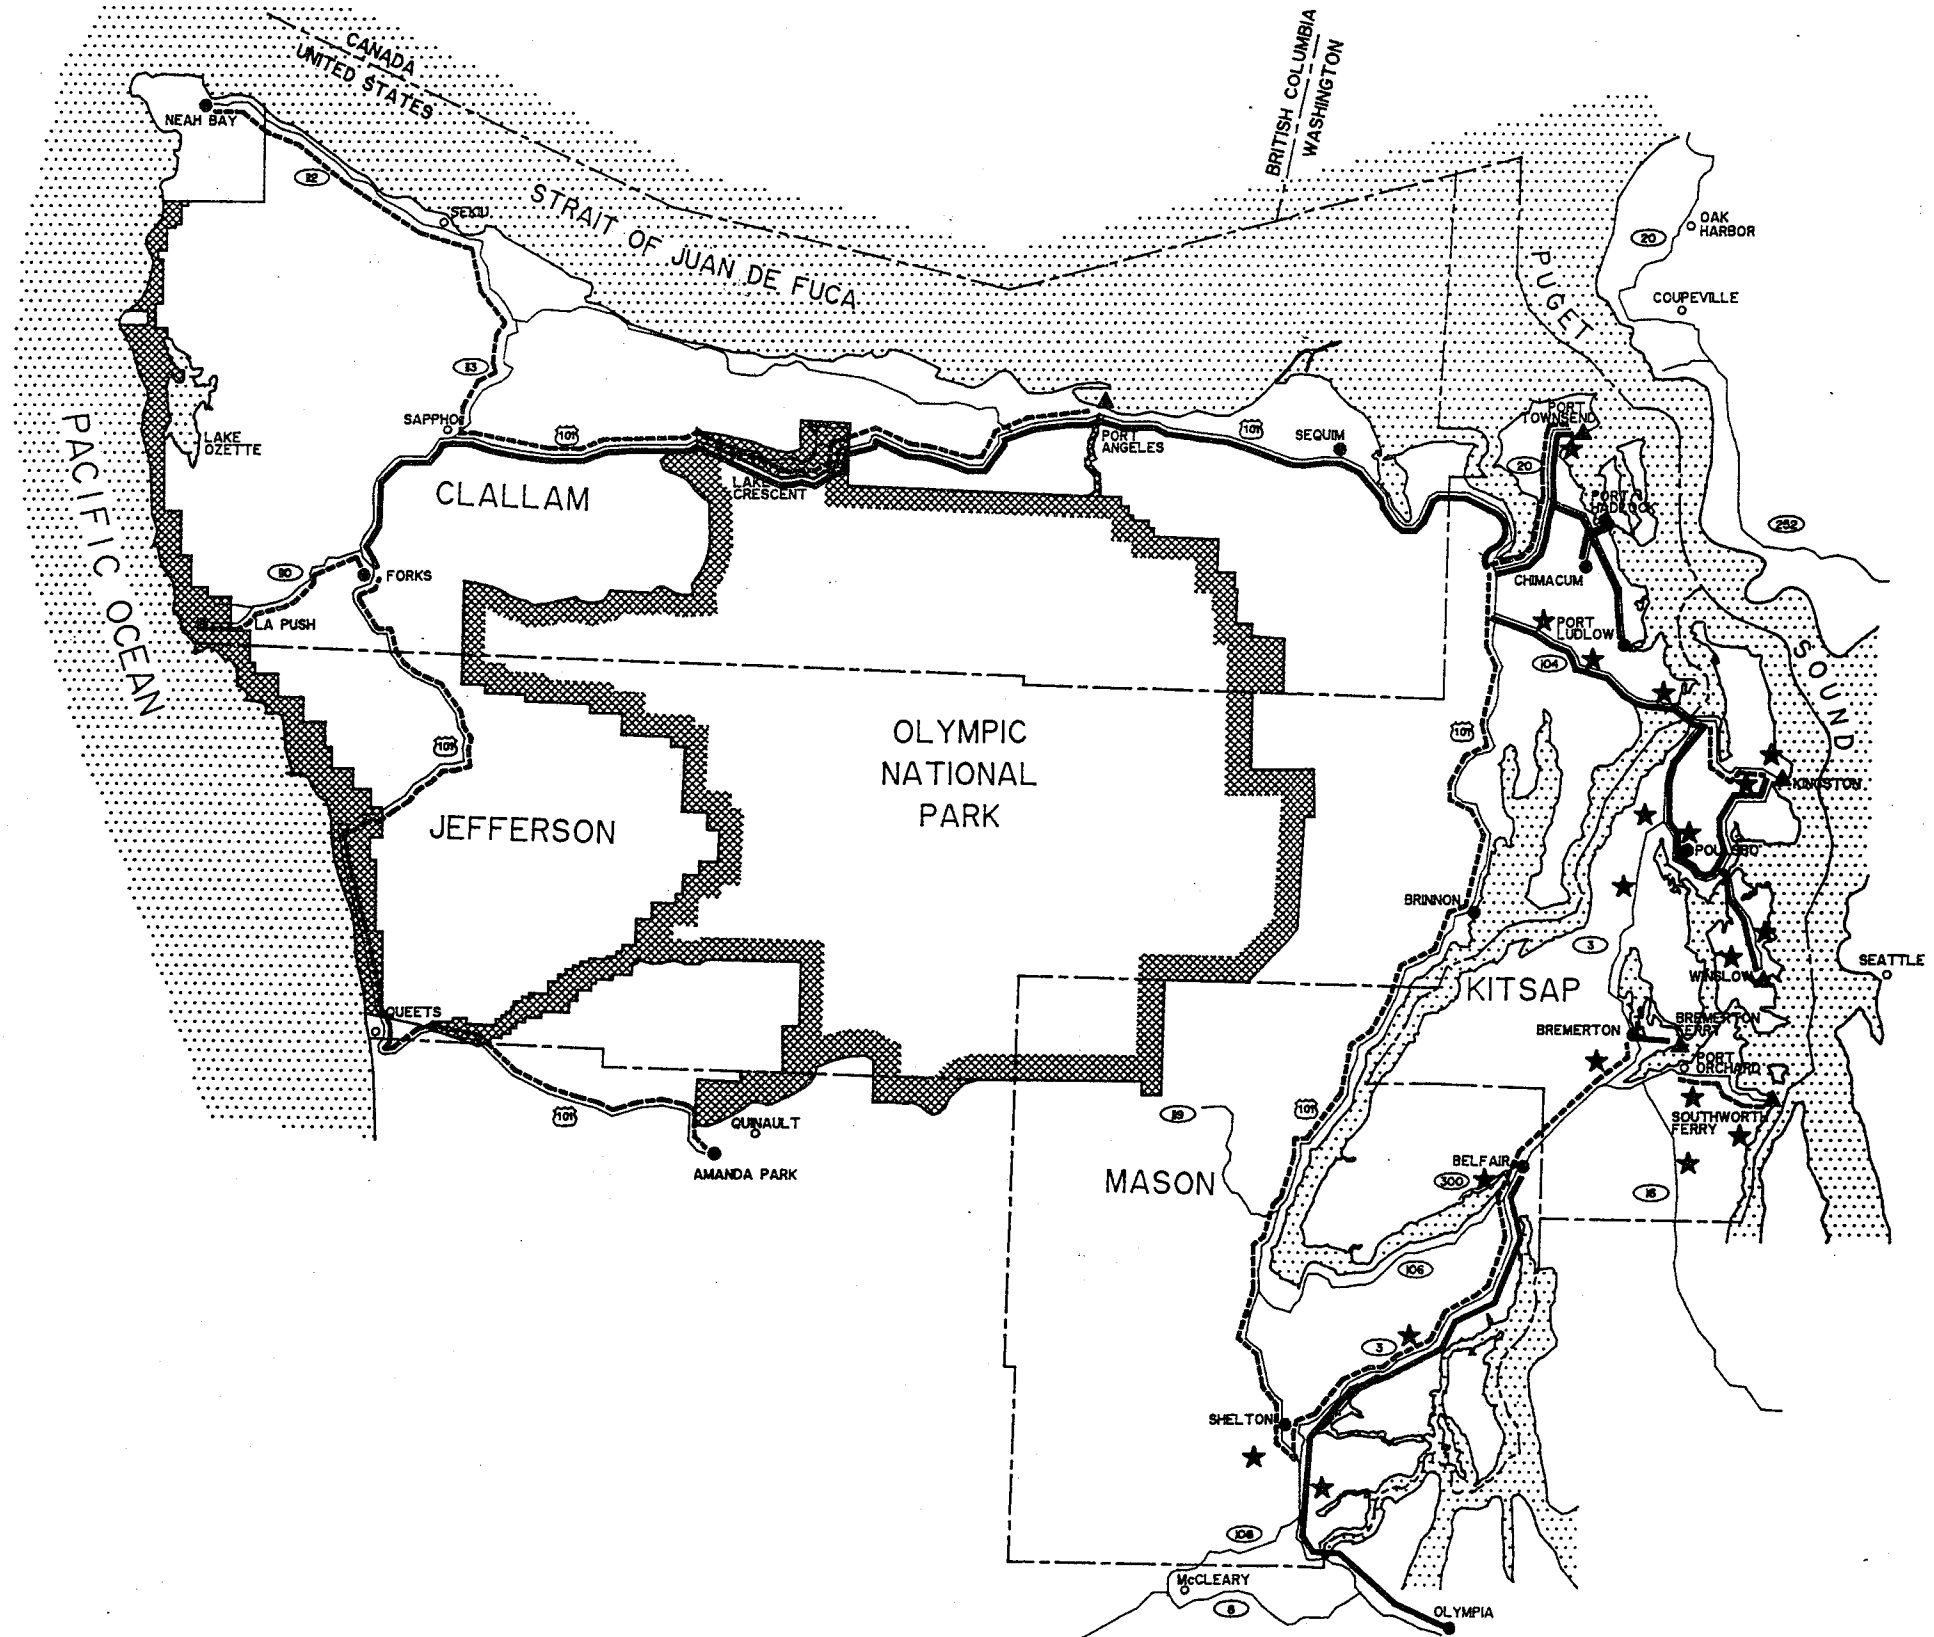 CANADA
UNITED STATES
BRITISH COLUMBIA
WASHINGTON
NEAH BAY
112
SEKIU
STRAIT OF JUAN DE FUCA
OAK
HARBOR
20
COUPEVILLE
PUGET
113
SAPPHO
101
LAKE
OZETTE
PACIFIC OCEAN
PORT
ANGELES
101
SEQUIM
PORT
TOWNSEND
20
LAKE
CRESCENT
CLALLAM
PORT
HADLOCK
252
110
FORKS
CHIMACUM
LA PUSH
PORT
LUDLOW
104
SOUND
OLYMPIC
NATIONAL
PARK
101
101
KINGSTON
JEFFERSON
POULSBO
BRINNON
3
SEATTLE
WINSLOW
KITSAP
QUEETS
BREMERTON
BREMERTON
FERRY
PORT
ORCHARD
101
QUINAULT
AMANDA PARK
119
101
SOUTHWORTH
FERRY
MASON
BELFAIR
300
16
106
3
SHELTON
108
McCLEARY
8
OLYMPIA